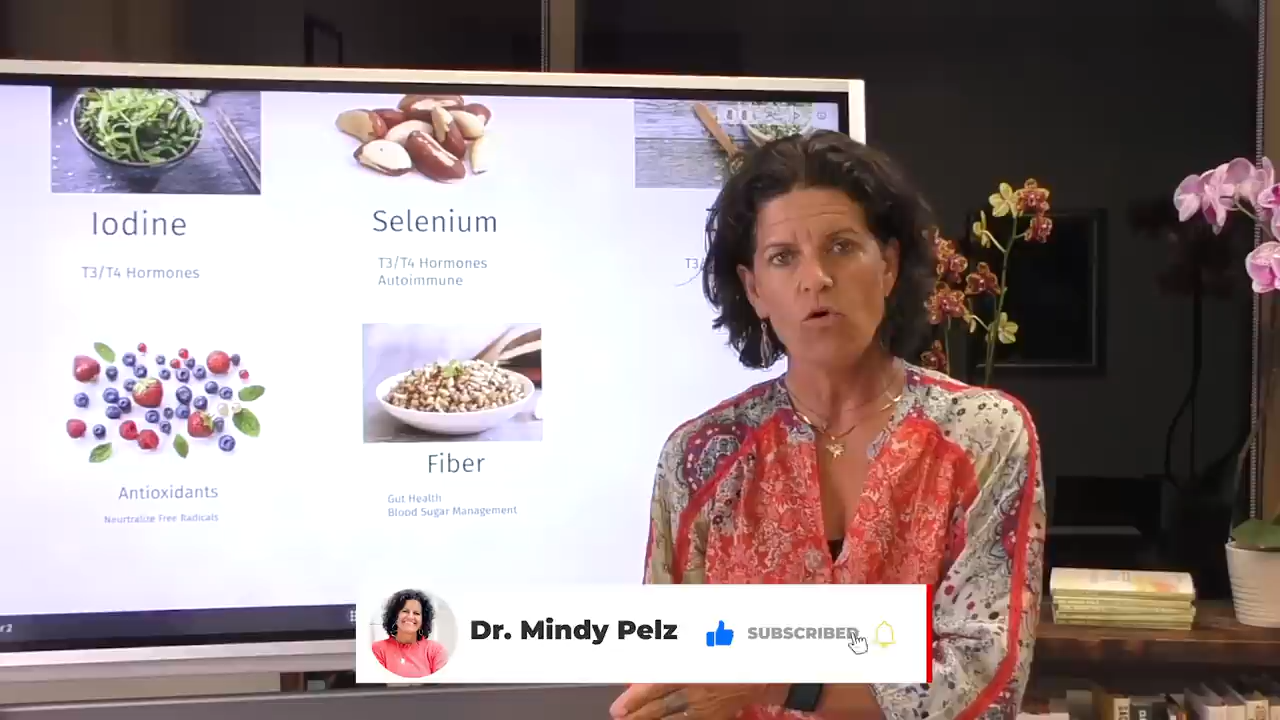 Iodine
T3/T4 Hormones
Selenium
T3/T4 Hormones
Autoimmune
T3/
Antioxidants
Neurtralize Free Radicals
Fiber
Gut Health
Blood Sugar Management
Dr. Mindy Pelz
SUBSCRIBED